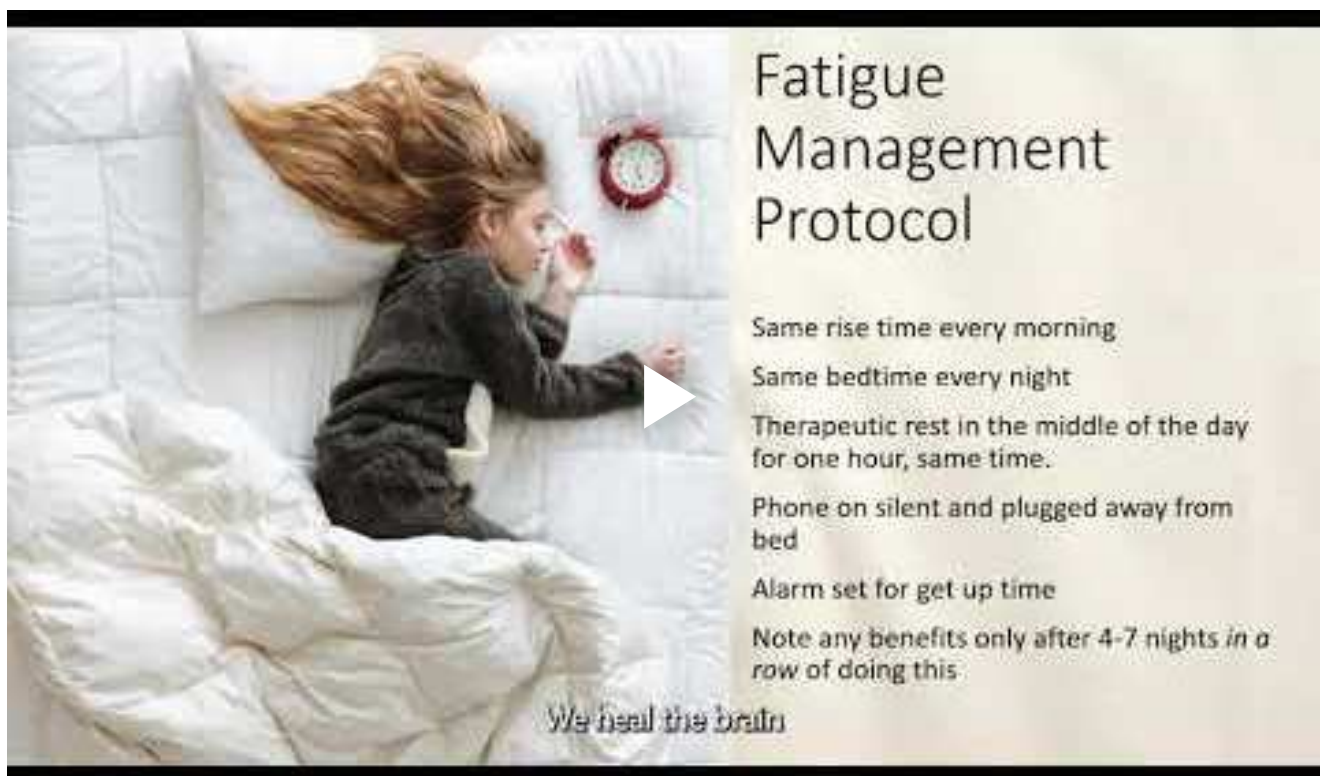 Fatigue
Management
Protocol
Same rise time every morning
Same bedtime every night
Therapeutic rest in the middle of the day
for one hour, same time.
Phone on silent and plugged away from
bed
Alarm set for get up time
Note any benefits only after 4-7 nights in a
row of doing this
We heal the brain